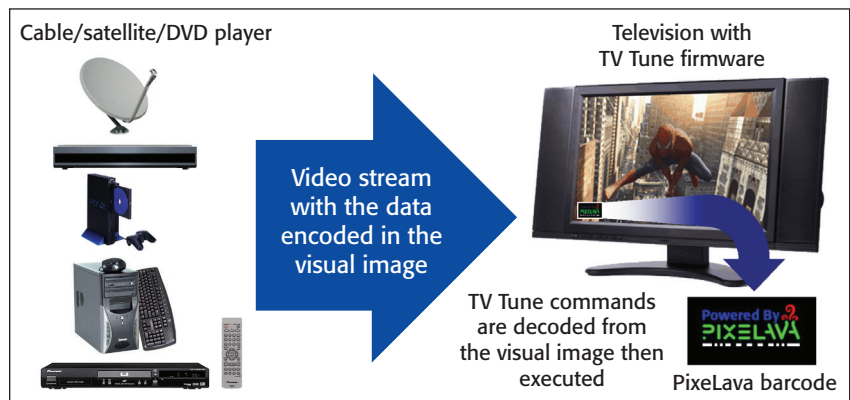 Cable/satellite/DVD player
Television with
TV Tune firmware
Video stream
with the data
encoded in the
visual image
TV Tune commands
are decoded from
the visual image then
executed
Powered By
PIXELAVA
PixeLava barcode